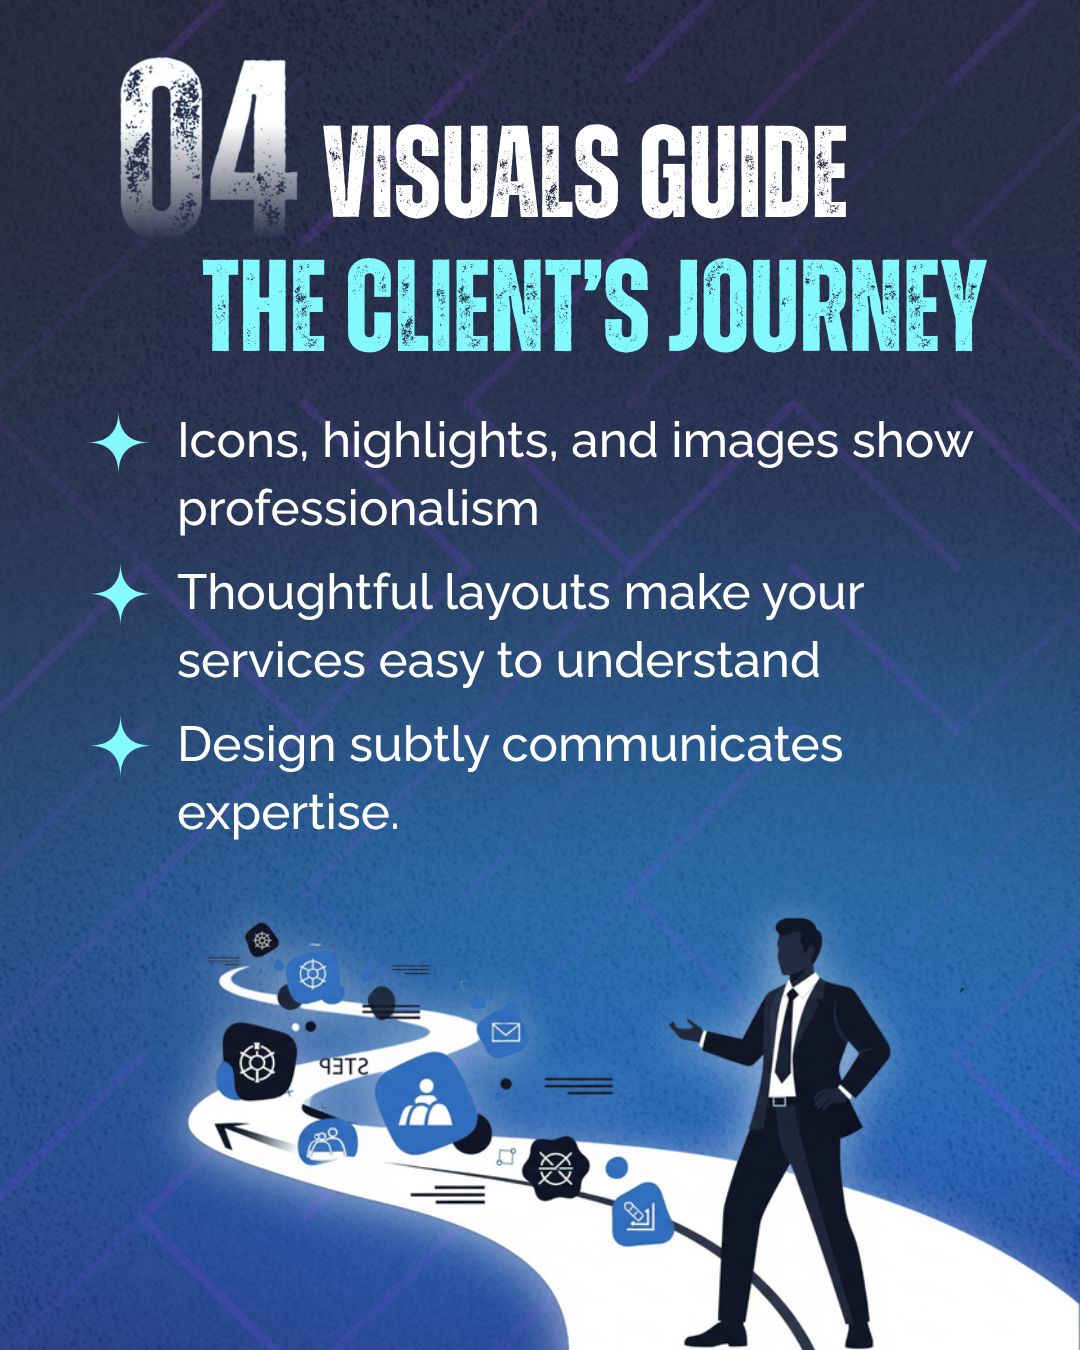 04 VISUALS GUIDE
THE CLIENT'S JOURNEY
Icons, highlights, and images show
professionalism
Thoughtful layouts make your
services easy to understand
Design subtly communicates
expertise.
STEP